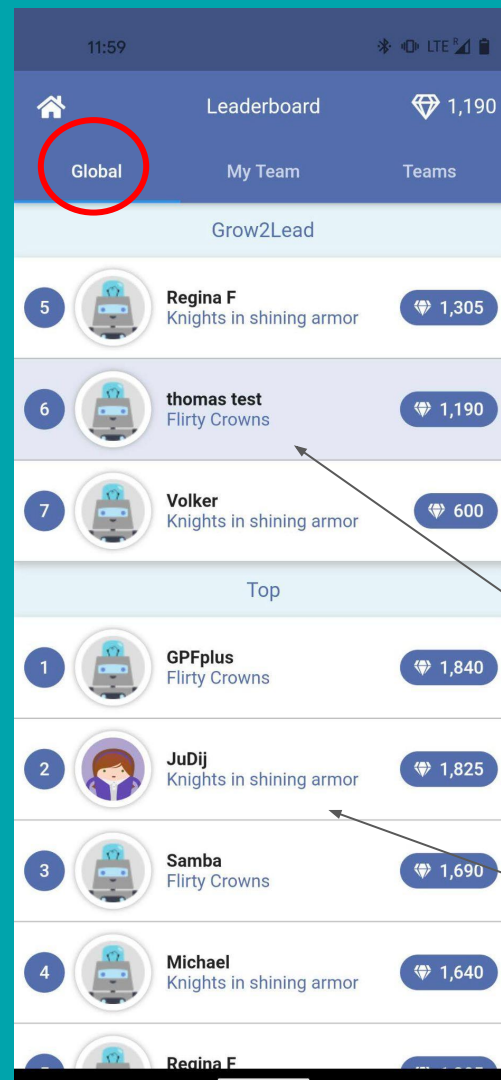 11:59 LTE R
Leaderboard 1,190
Global My Team Teams
Grow2Lead
5 Regina F 1,305
Knights in shining armor
6 thomas test 1,190
Flirty Crowns
7 Volker 600
Knights in shining armor
Top
1 GPFplus 1,840
Flirty Crowns
2 JuDij 1,825
Knights in shining armor
3 Samba 1,690
Flirty Crowns
4 Michael 1,640
Knights in shining armor
Regina F